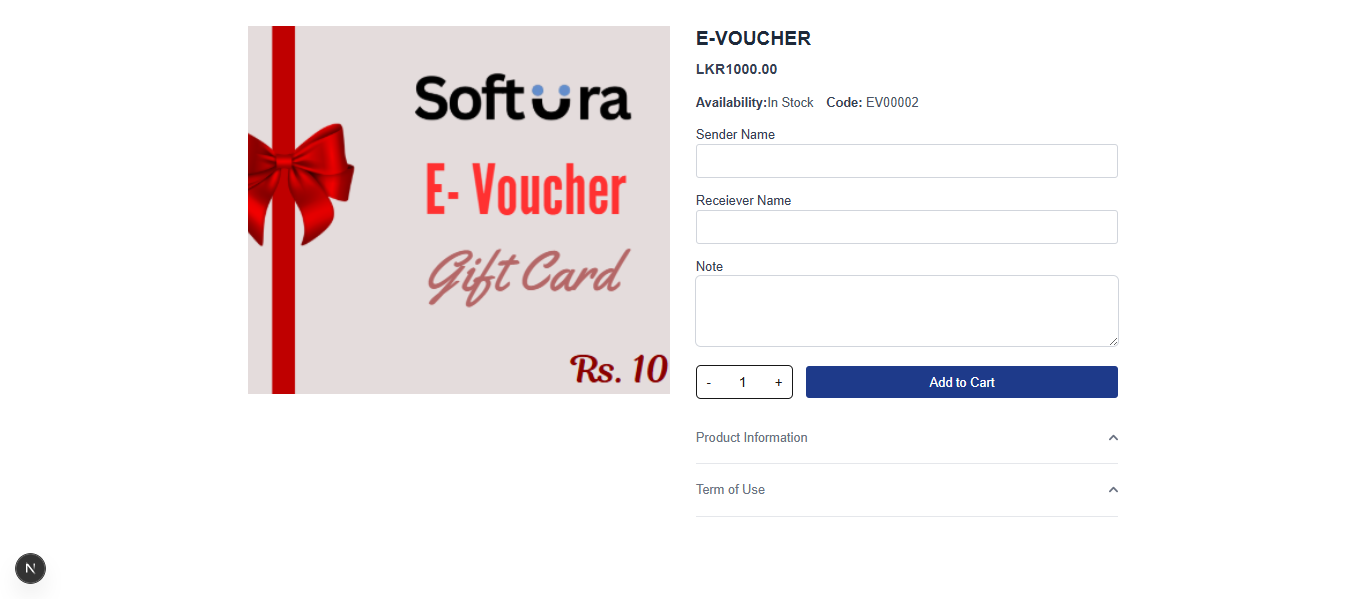 Softura
E- Voucher
Gift Card
Rs. 10
E-VOUCHER
LKR1000.00
Availability:In Stock Code: EV00002
Sender Name
Receiever Name
Note
- 1 +
Add to Cart
Product Information
Term of Use
N